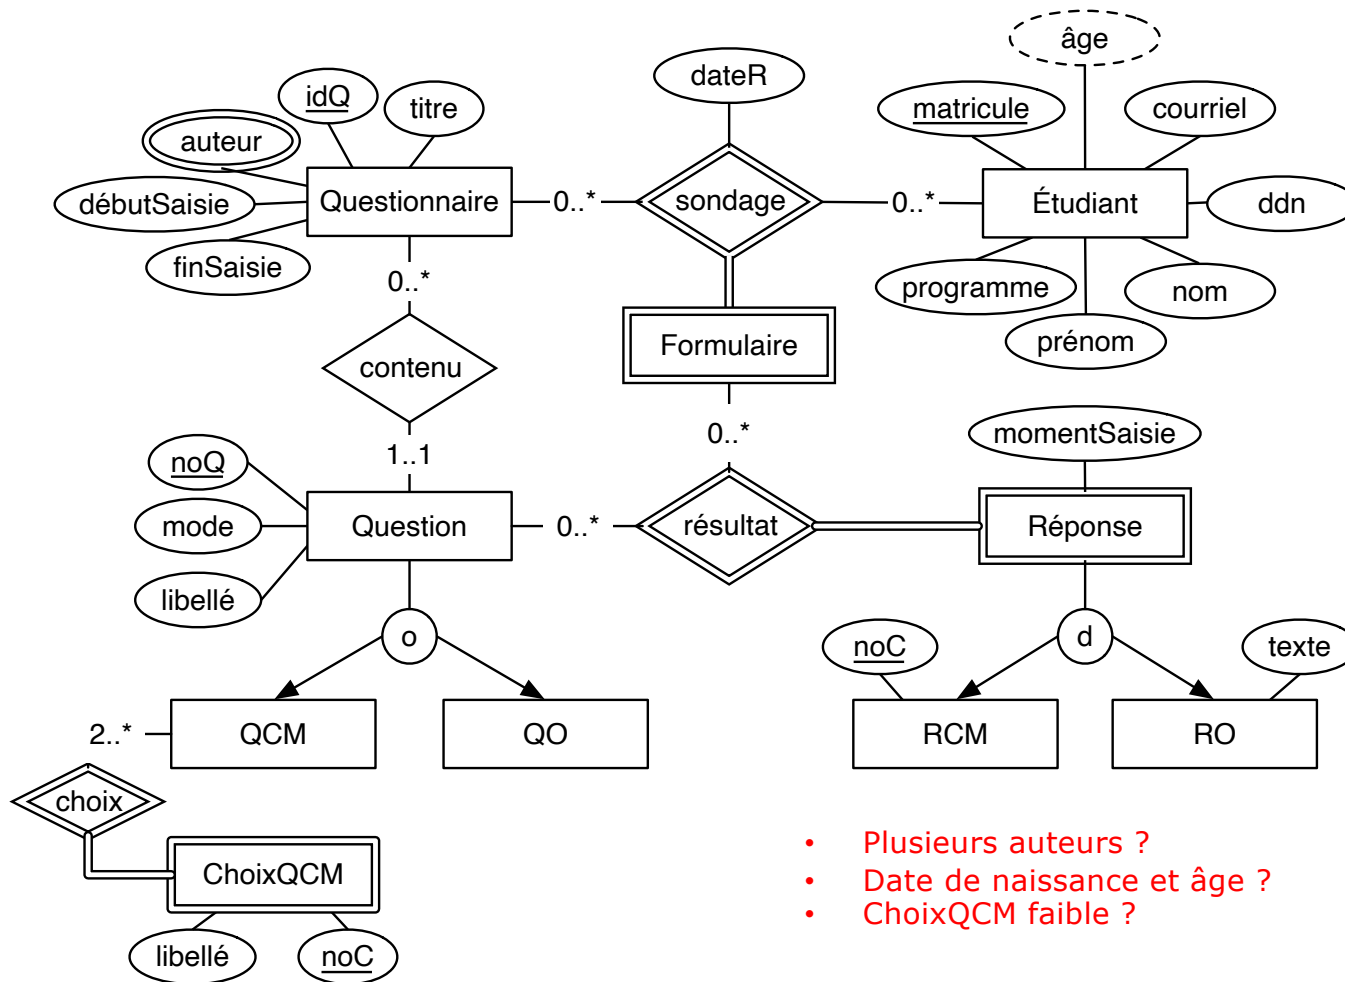 âge
dateR
idQ
titre
matricule
courriel
auteur
débutSaisie
Questionnaire
0..*
sondage
0..*
Étudiant
ddn
finSaisie
0..*
programme
nom
prénom
Formulaire
contenu
0..*
momentSaisie
1..1
noQ
mode
Question
0..*
résultat
Réponse
libellé
o
d
noC
texte
2..*
QCM
QO
RCM
RO
choix
ChoixQCM
libellé
noC
• Plusieurs auteurs ?
• Date de naissance et âge ?
• ChoixQCM faible ?